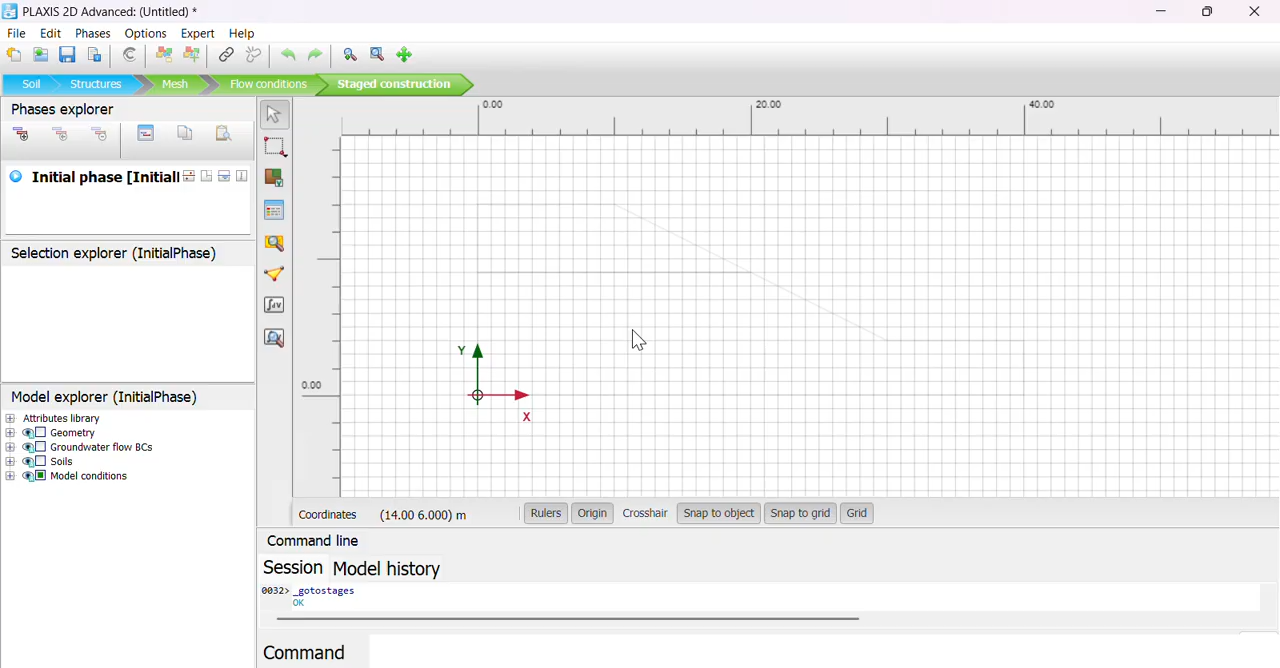 PLAXIS 2D Advanced: (Untitled) *
File Edit Phases Options Expert Help
Soil Structures Mesh Flow conditions Staged construction
Phases explorer
Initial phase [Initiall
Selection explorer (InitialPhase)
Model explorer (InitialPhase)
Attributes library
Geometry
Groundwater flow BCs
Soils
Model conditions
0.00 20.00 40.00
0.00
Y
X
Coordinates (14.00 6.000) m Rulers Origin Crosshair Snap to object Snap to grid Grid
Command line
Session Model history
0032> _gotostages
OK
Command